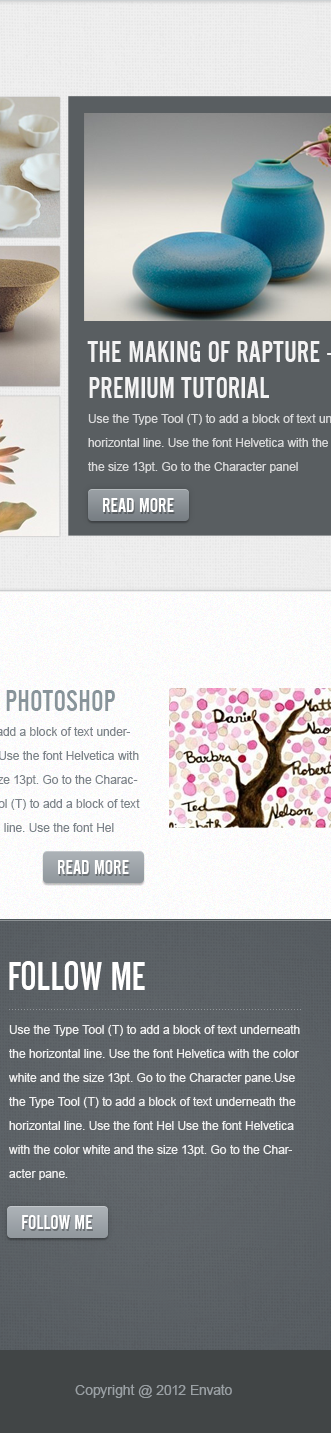 THE MAKING OF RAPTURE -
PREMIUM TUTORIAL
Use the Type Tool (T) to add a block of text un
horizontal line. Use the font Helvetica with the
the size 13pt. Go to the Character panel
READ MORE
PHOTOSHOP
add a block of text under-
Use the font Helvetica with
ze 13pt. Go to the Charac-
ol (T) to add a block of text
line. Use the font Hel
READ MORE
Daniel
Matt
Nao
Barbra
Robert
Ted
Nelson
FOLLOW ME
Use the Type Tool (T) to add a block of text underneath
the horizontal line. Use the font Helvetica with the color
white and the size 13pt. Go to the Character pane.Use
the Type Tool (T) to add a block of text underneath the
horizontal line. Use the font Hel Use the font Helvetica
with the color white and the size 13pt. Go to the Char-
acter pane.
FOLLOW ME
Copyright @ 2012 Envato